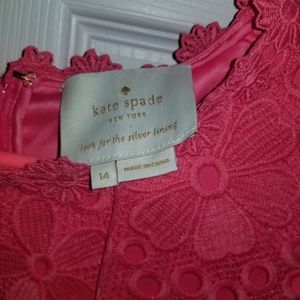 kate spade
NEW YORK
look for the silver lining
14
MADE IN CHINA